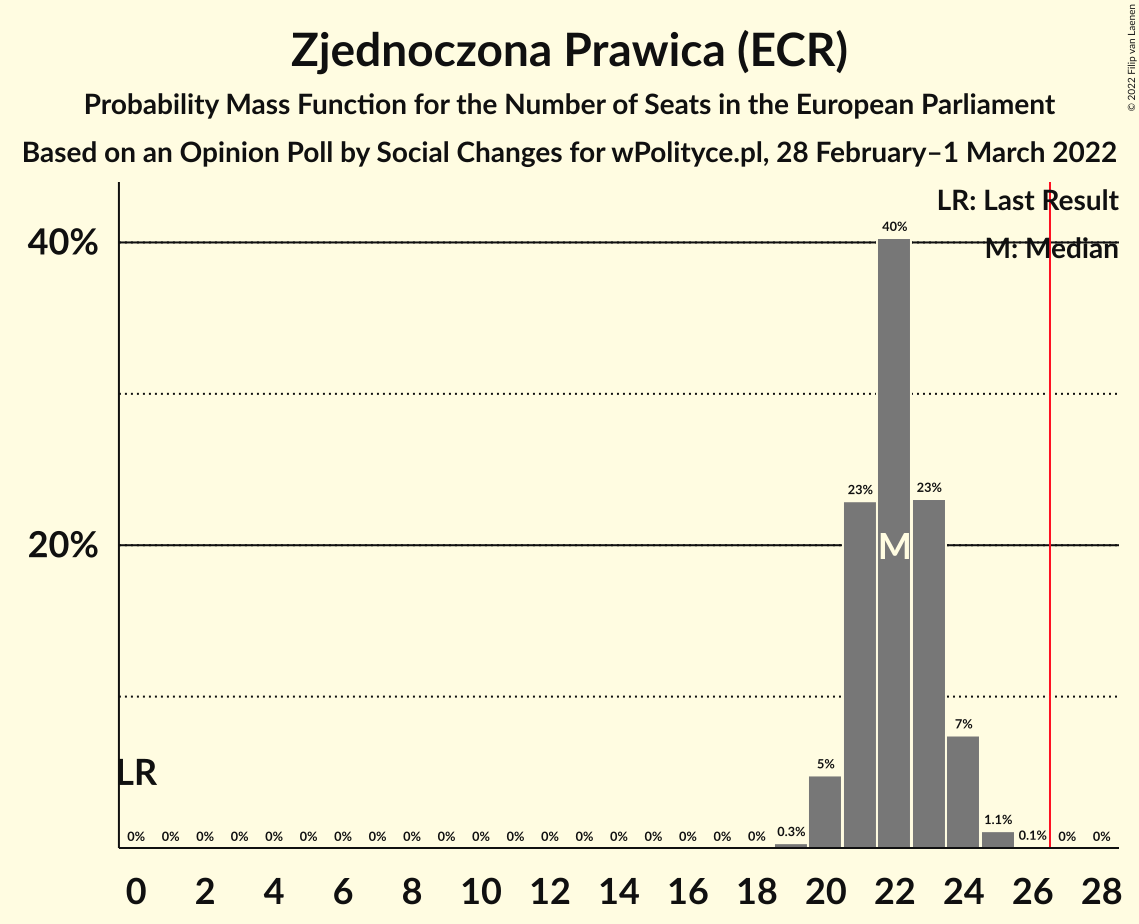 Zjednoczona Prawica (ECR)
Probability Mass Function for the Number of Seats in the European Parliament
Based on an Opinion Poll by Social Changes for wPolityce.pl, 28 February–1 March 2022
© 2022 Filip van Laenen
LR: Last Result
M: Median
40%
20%
40%
23%
23%
M
7%
5%
1.1%
0.3%
0.1%
LR
0% 0% 0% 0% 0% 0% 0% 0% 0% 0% 0% 0% 0% 0% 0% 0% 0% 0% 0% 0% 0%
0 2 4 6 8 10 12 14 16 18 20 22 24 26 28